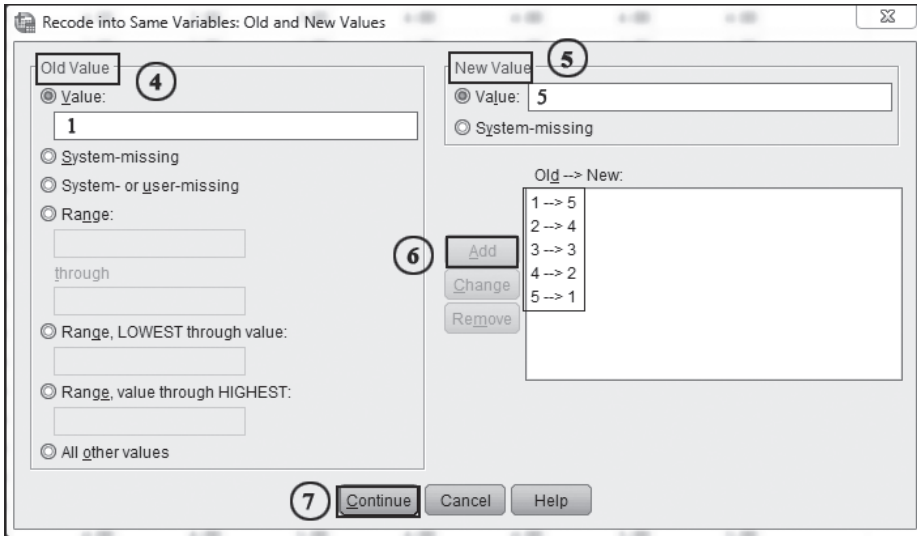 Recode into Same Variables: Old and New Values
Old Value
4
Value:
1
System-missing
System- or user-missing
Range:
through
Range, LOWEST through value:
Range, value through HIGHEST:
All other values
New Value
5
Value: 5
System-missing
Old --> New:
1 --> 5
2 --> 4
3 --> 3
4 --> 2
5 --> 1
6
Add
Change
Remove
7
Continue Cancel Help